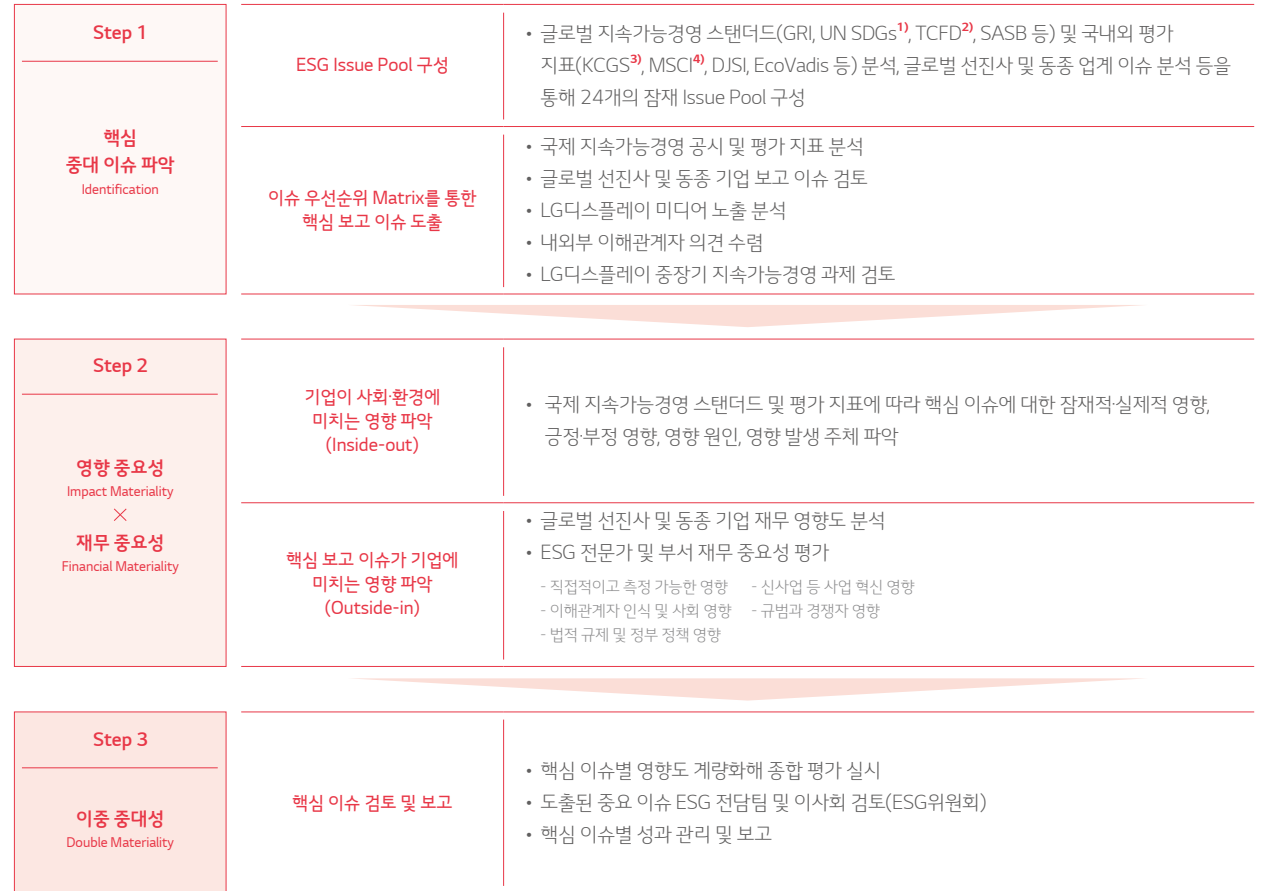 Step 1
핵심
중대 이슈 파악
Identification
ESG Issue Pool 구성
• 글로벌 지속가능경영 스탠더드(GRI, UN SDGs1), TCFD2), SASB 등) 및 국내외 평가
지표(KCGS3), MSCI4), DJSI, EcoVadis 등) 분석, 글로벌 선진사 및 동종 업계 이슈 분석 등을
통해 24개의 잠재 Issue Pool 구성
이슈 우선순위 Matrix를 통한
핵심 보고 이슈 도출
• 국제 지속가능경영 공시 및 평가 지표 분석
• 글로벌 선진사 및 동종 기업 보고 이슈 검토
• LG디스플레이 미디어 노출 분석
• 내외부 이해관계자 의견 수렴
• LG디스플레이 중장기 지속가능경영 과제 검토
Step 2
영향 중요성
Impact Materiality
×
재무 중요성
Financial Materiality
기업이 사회·환경에
미치는 영향 파악
(Inside-out)
• 국제 지속가능경영 스탠더드 및 평가 지표에 따라 핵심 이슈에 대한 잠재적·실제적 영향,
긍정·부정 영향, 영향 원인, 영향 발생 주체 파악
핵심 보고 이슈가 기업에
미치는 영향 파악
(Outside-in)
• 글로벌 선진사 및 동종 기업 재무 영향도 분석
• ESG 전문가 및 부서 재무 중요성 평가
- 직접적이고 측정 가능한 영향 - 신사업 등 사업 혁신 영향
- 이해관계자 인식 및 사회 영향 - 규범과 경쟁자 영향
- 법적 규제 및 정부 정책 영향
Step 3
이중 중대성
Double Materiality
핵심 이슈 검토 및 보고
• 핵심 이슈별 영향도 계량화해 종합 평가 실시
• 도출된 중요 이슈 ESG 전담팀 및 이사회 검토(ESG위원회)
• 핵심 이슈별 성과 관리 및 보고